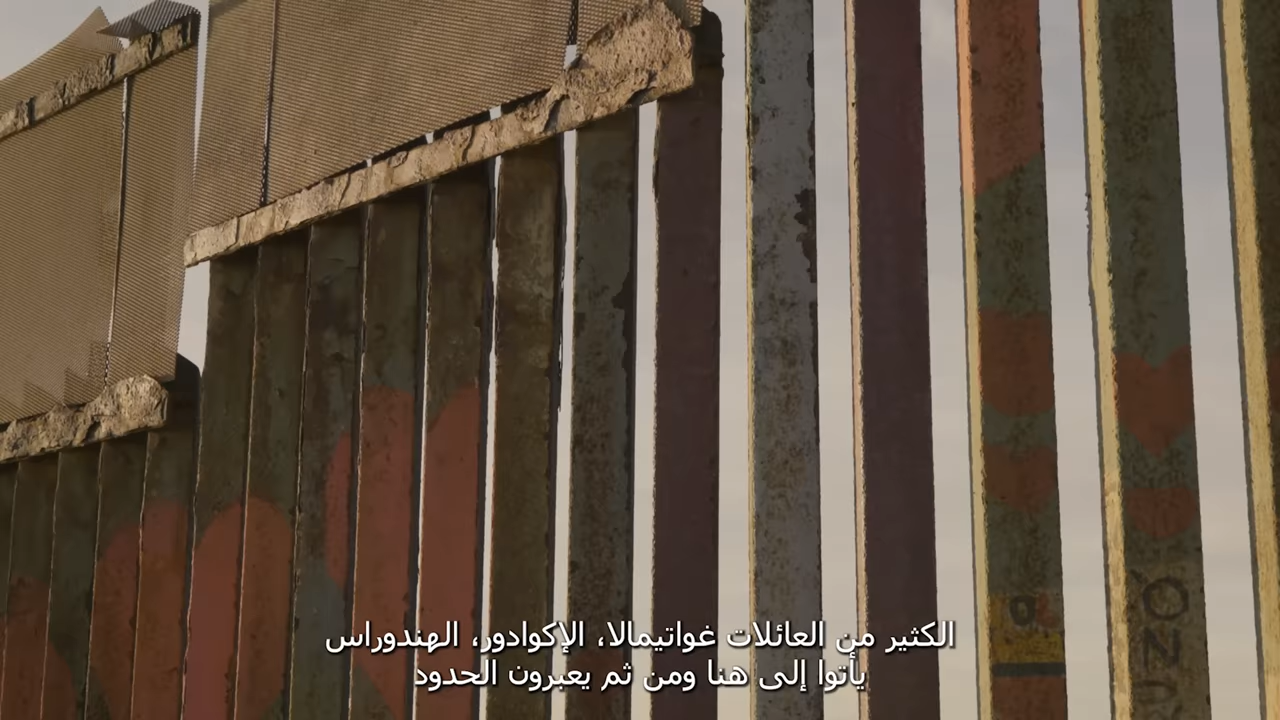 الكثير من العائلات غواتيمالا، الإكوادور، الهندوراس
يأتوا إلى هنا ومن ثم يعبرون الحدود